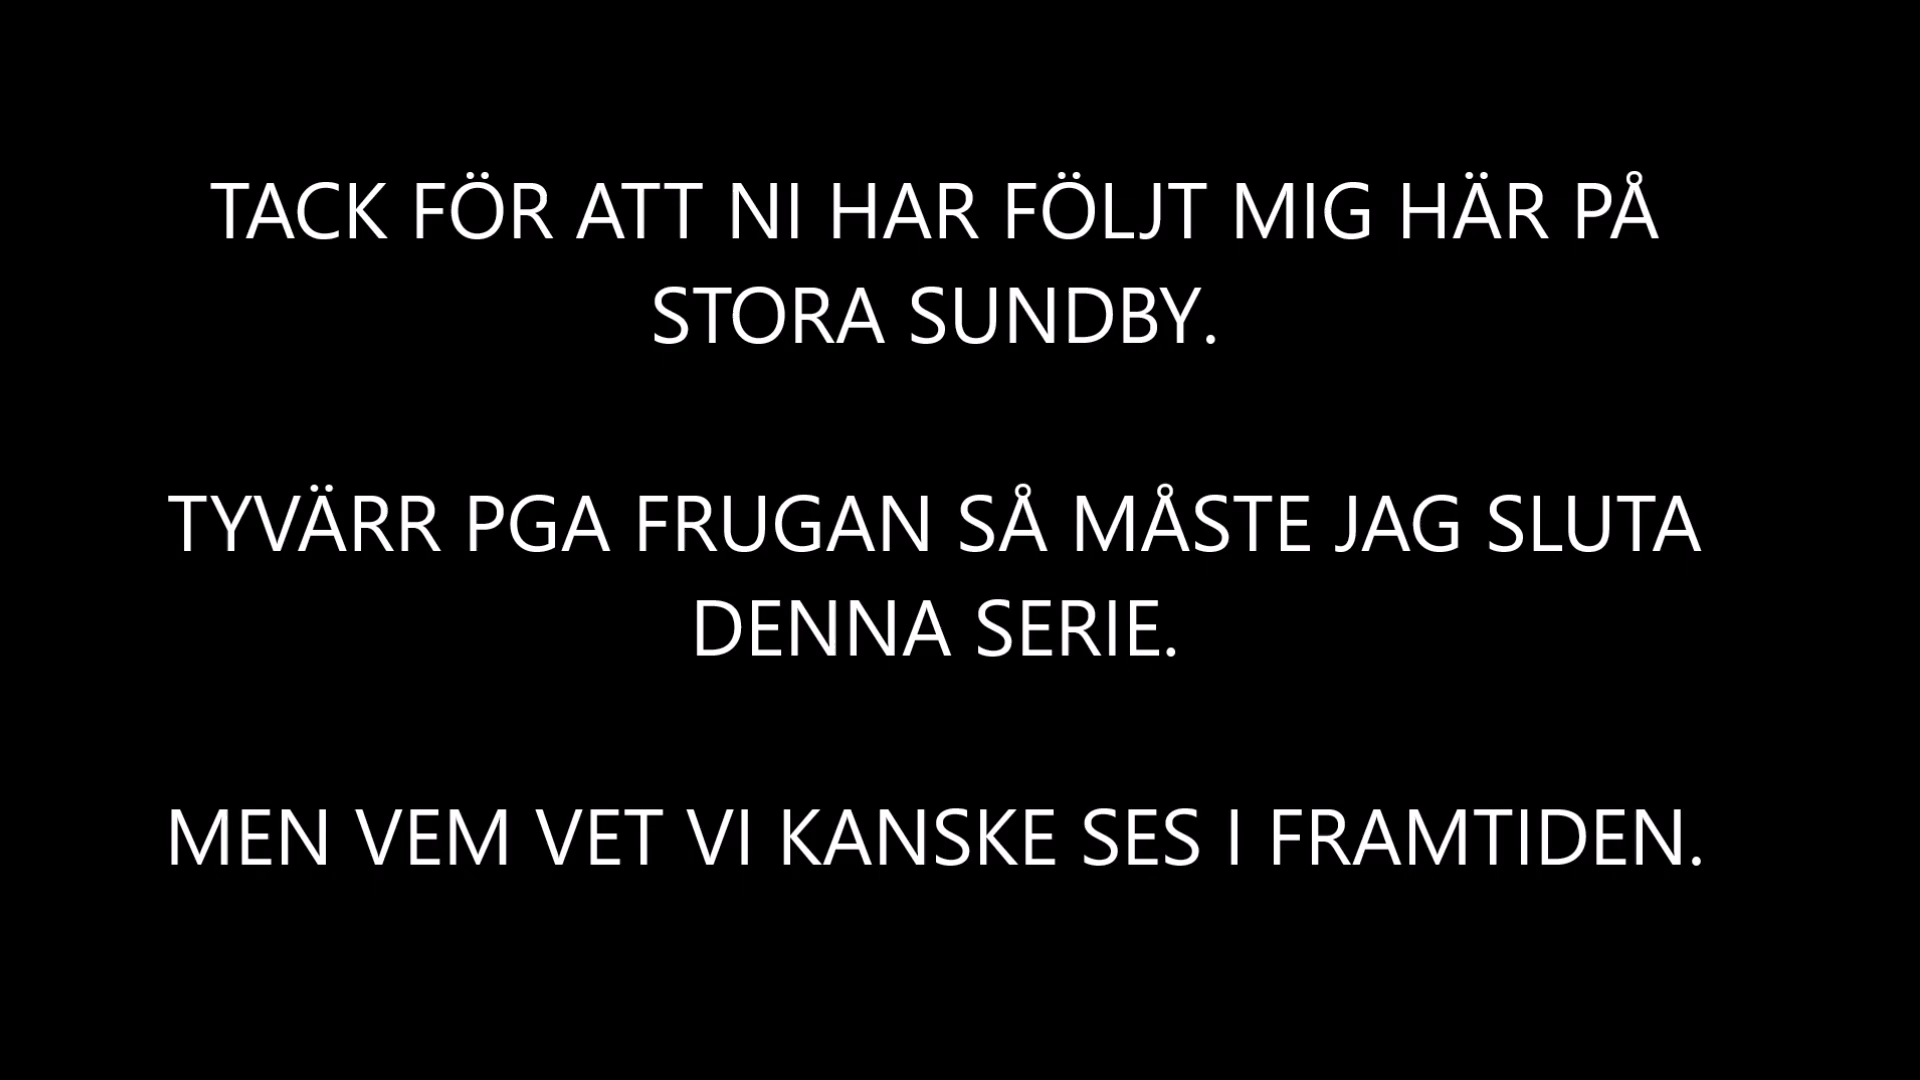 TACK FÖR ATT NI HAR FÖLJT MIG HÄR PÅ
STORA SUNDBY.
TYVÄRR PGA FRUGAN SÅ MÅSTE JAG SLUTA
DENNA SERIE.
MEN VEM VET VI KANSKE SES I FRAMTIDEN.